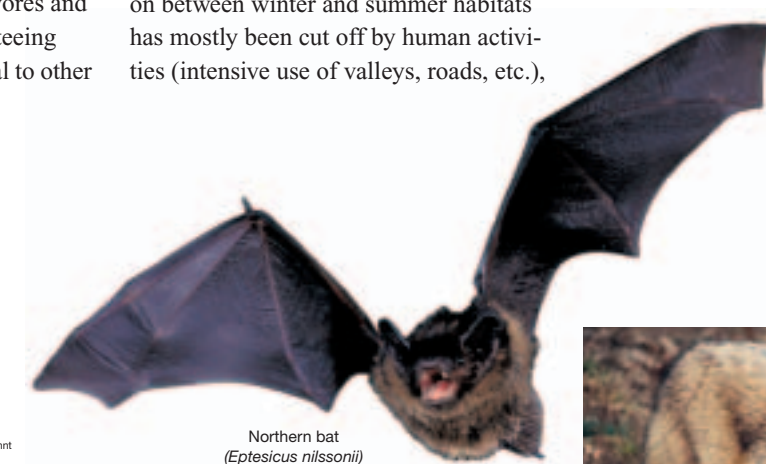 ores and
teeing
al to other
on between winter and summer habitats
has mostly been cut off by human activi-
ties (intensive use of valleys, roads, etc.),
Northern bat
(Eptesicus nilssonii)